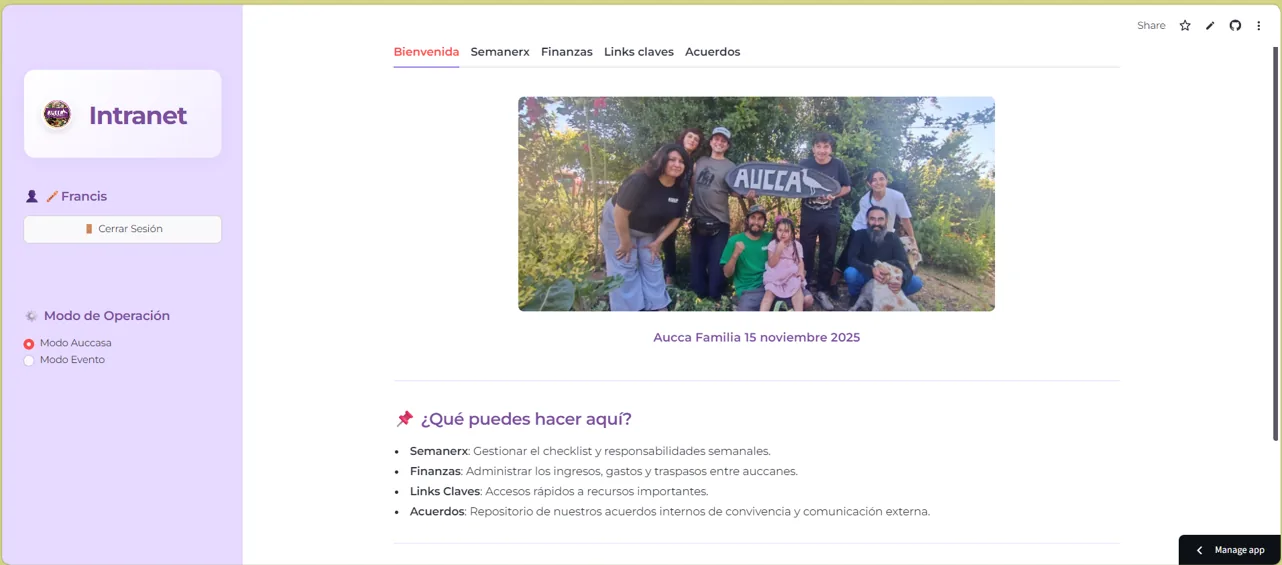 Share
AUCCA
Intranet
Francis
Cerrar Sesión
Modo de Operación
Modo Auccasa
Modo Evento
Bienvenida Semanerx Finanzas Links claves Acuerdos
AUCCA
Aucca Familia 15 noviembre 2025
¿Qué puedes hacer aquí?
• Semanerx: Gestionar el checklist y responsabilidades semanales.
• Finanzas: Administrar los ingresos, gastos y traspasos entre auccanes.
• Links Claves: Accesos rápidos a recursos importantes.
• Acuerdos: Repositorio de nuestros acuerdos internos de convivencia y comunicación externa.
Manage app